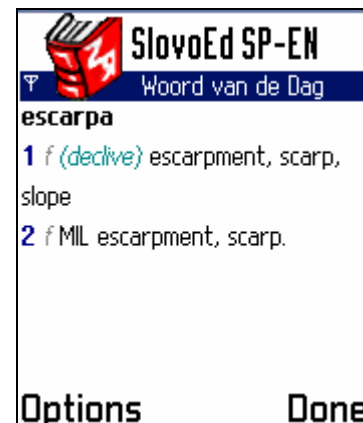 SlovoEd SP-EN
Woord van de Dag
escarpa
1 f (declive) escarpment, scarp,
slope
2 f MIL escarpment, scarp.
Options Done